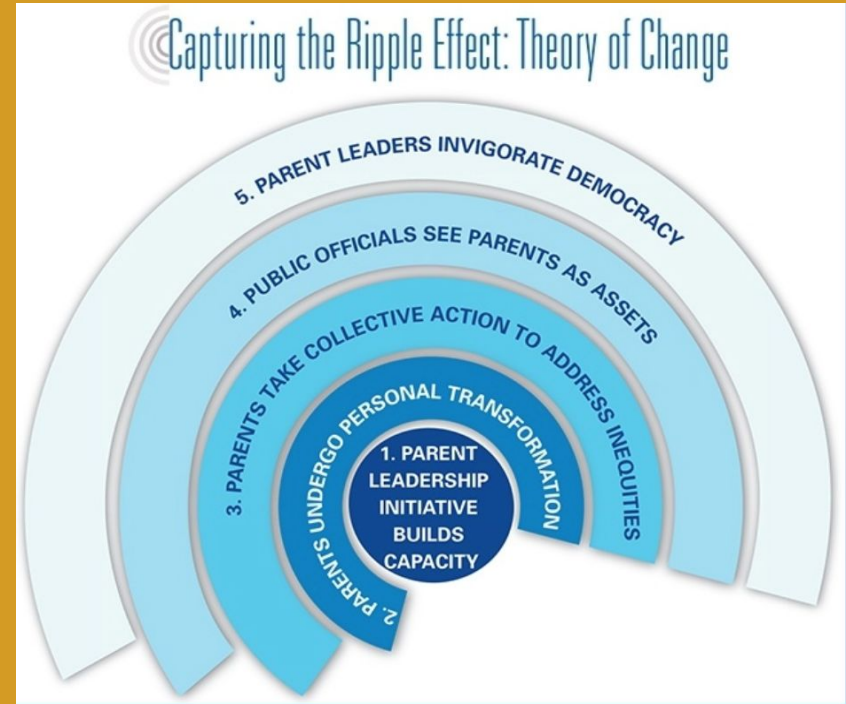 Capturing the Ripple Effect: Theory of Change
5. PARENT LEADERS INVIGORATE DEMOCRACY
4. PUBLIC OFFICIALS SEE PARENTS AS ASSETS
3. PARENTS TAKE COLLECTIVE ACTION TO ADDRESS INEQUITIES
2. PARENTS UNDERGO PERSONAL TRANSFORMATION
1. PARENT
LEADERSHIP
INITIATIVE
BUILDS
CAPACITY